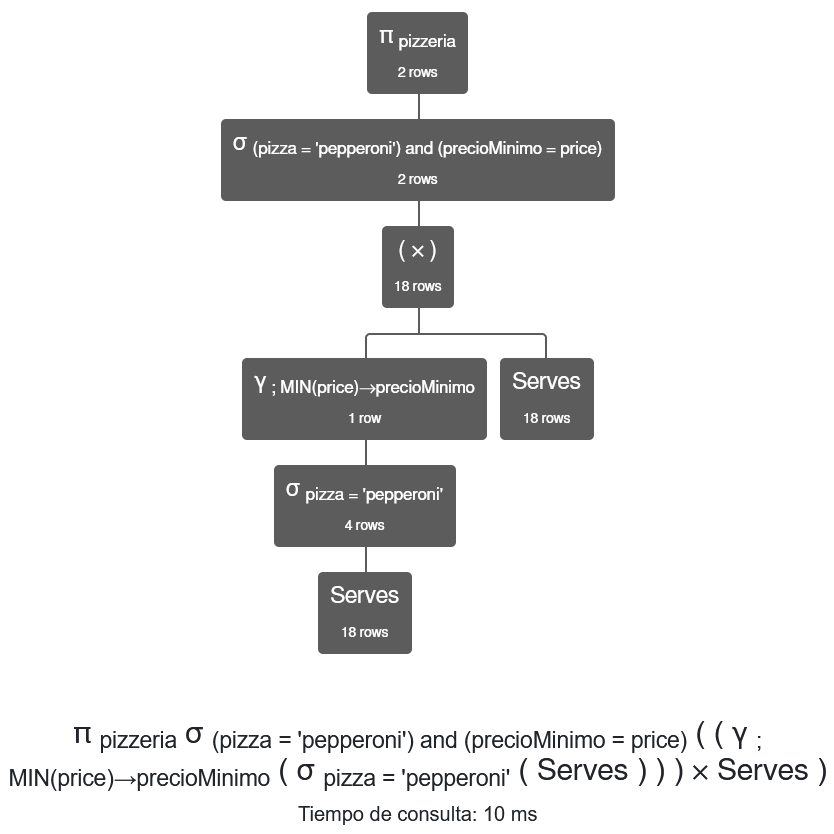 π pizzeria
2 rows
σ (pizza = 'pepperoni') and (precioMinimo = price)
2 rows
( × )
18 rows
γ ; MIN(price)→precioMinimo
1 row
Serves
18 rows
σ pizza = 'pepperoni'
4 rows
Serves
18 rows
π pizzeria σ (pizza = 'pepperoni') and (precioMinimo = price) ( ( γ ;
MIN(price)→precioMinimo ( σ pizza = 'pepperoni' ( Serves ) ) ) × Serves )
Tiempo de consulta: 10 ms